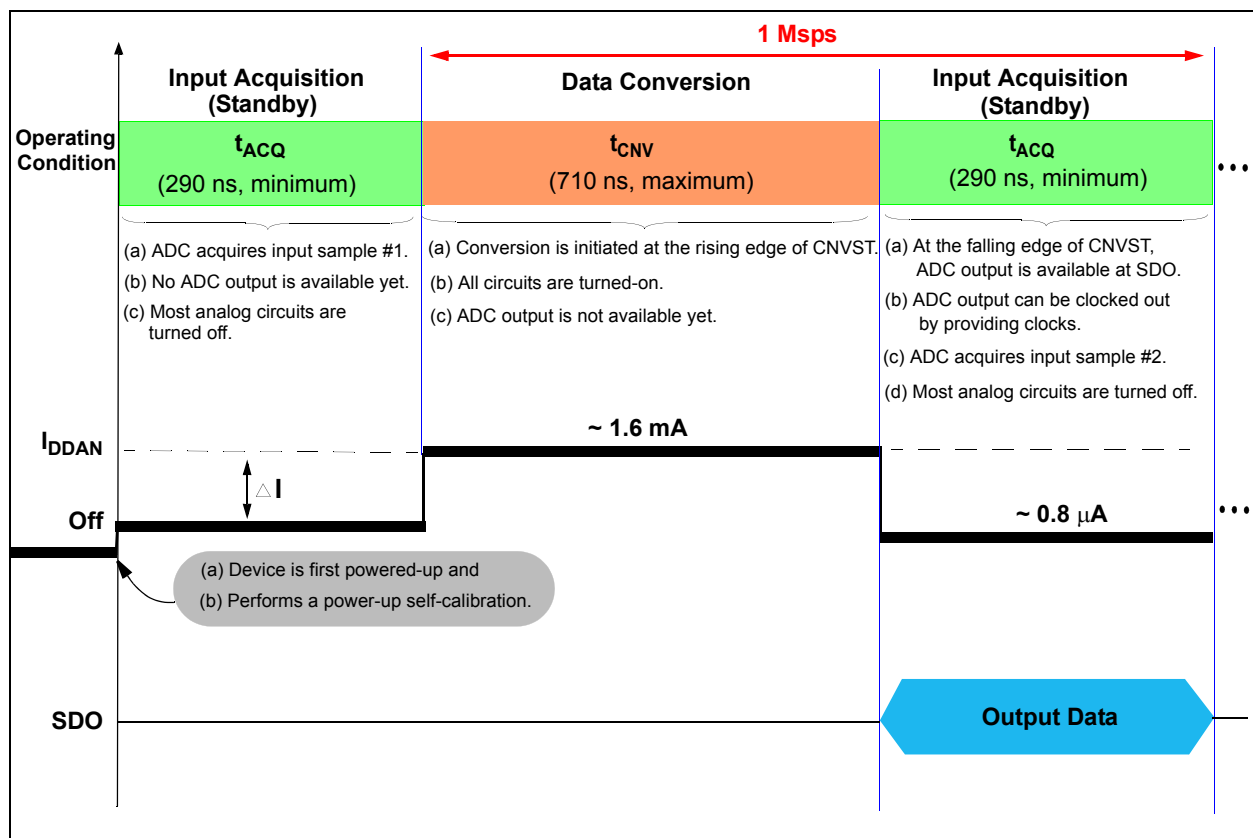 1 Msps
Input Acquisition
(Standby)
Data Conversion
Input Acquisition
(Standby)
Operating
Condition
tACQ
(290 ns, minimum)
tCNV
(710 ns, maximum)
tACQ
(290 ns, minimum)
(a) ADC acquires input sample #1.
(b) No ADC output is available yet.
(c) Most analog circuits are
turned off.
(a) Conversion is initiated at the rising edge of CNVST.
(b) All circuits are turned-on.
(c) ADC output is not available yet.
(a) At the falling edge of CNVST,
ADC output is available at SDO.
(b) ADC output can be clocked out
by providing clocks.
(c) ADC acquires input sample #2.
(d) Most analog circuits are turned off.
IDDAN
~ 1.6 mA
△ I
Off
~ 0.8 μA
(a) Device is first powered-up and
(b) Performs a power-up self-calibration.
SDO
Output Data